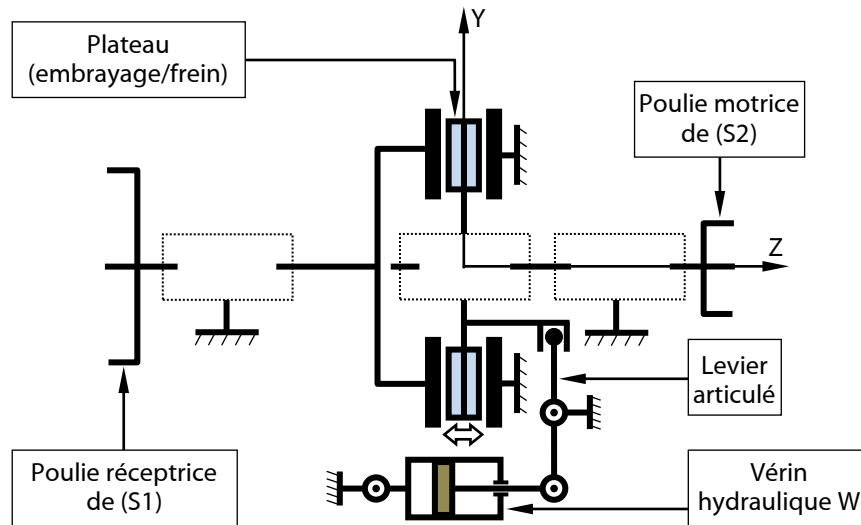 Plateau
(embrayage/frein)
Y
Poulie motrice
de (S2)
Z
Levier
articulé
Poulie réceptrice
de (S1)
Vérin
hydraulique W